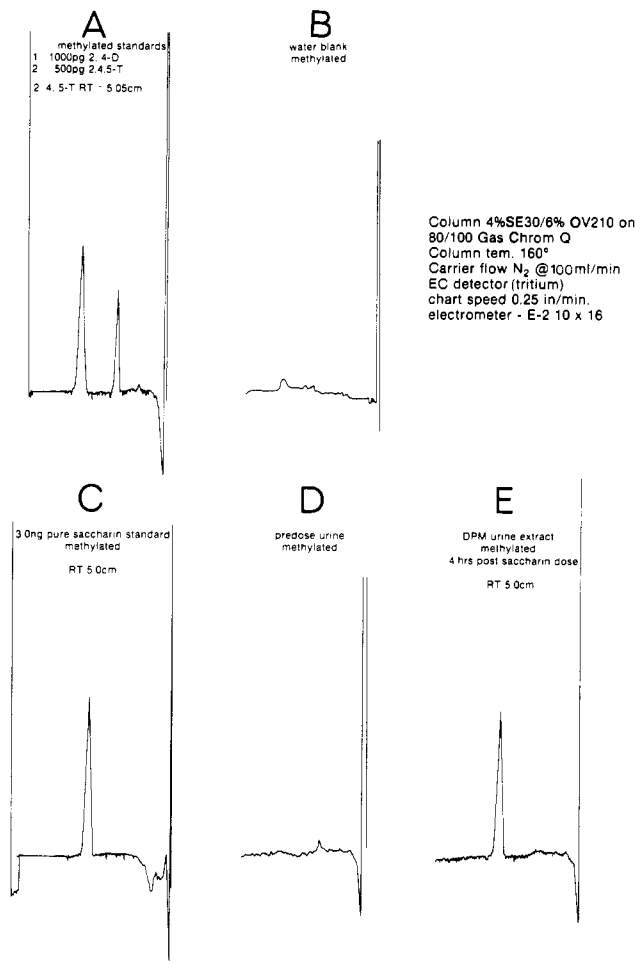 A
methylated standards
1 1000pg 2. 4-D
2 500pg 2.4.5-T
2 4. 5-T RT - 5 05cm
B
water blank
methylated
Column 4%SE30/6% OV210 on
80/100 Gas Chrom Q
Column tem. 160°
Carrier flow N₂ @100ml/min
EC detector (tritium)
chart speed 0.25 in/min.
electrometer - E-2 10 x 16
C
3 0ng pure saccharin standard
methylated
RT 5 0cm
D
predose urine
methylated
E
DPM urine extract
methylated
4 hrs post saccharin dose
RT 5 0cm